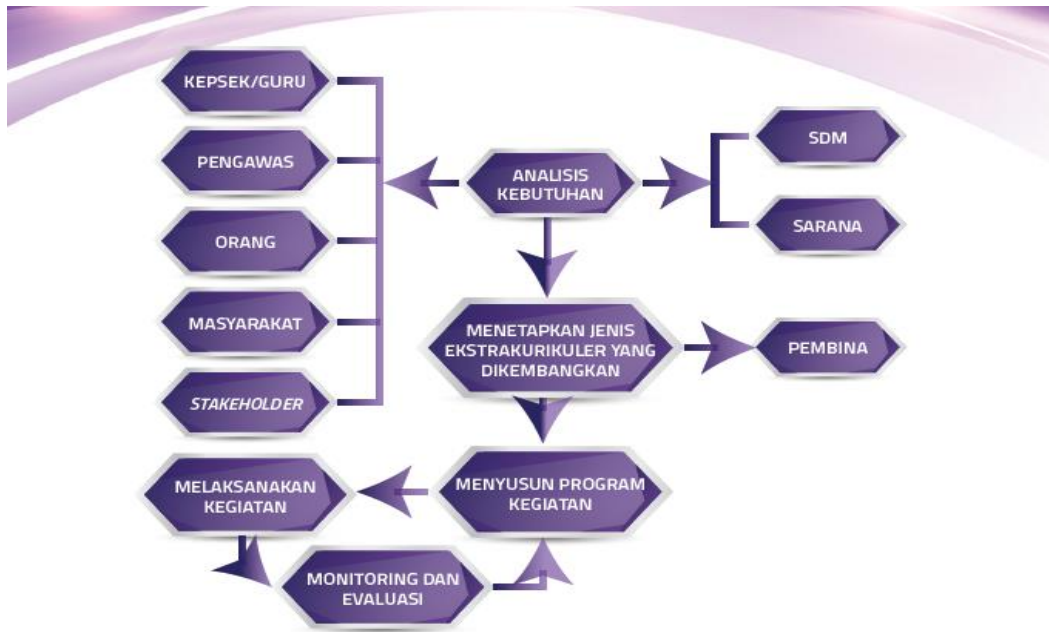 KEPSEK/GURU
PENGAWAS
ORANG
MASYARAKAT
STAKEHOLDER
ANALISIS
KEBUTUHAN
SDM
SARANA
MENETAPKAN JENIS
EKSTRAKURIKULER YANG
DIKEMBANGKAN
PEMBINA
MENYUSUN PROGRAM
KEGIATAN
MELAKSANAKAN
KEGIATAN
MONITORING DAN
EVALUASI